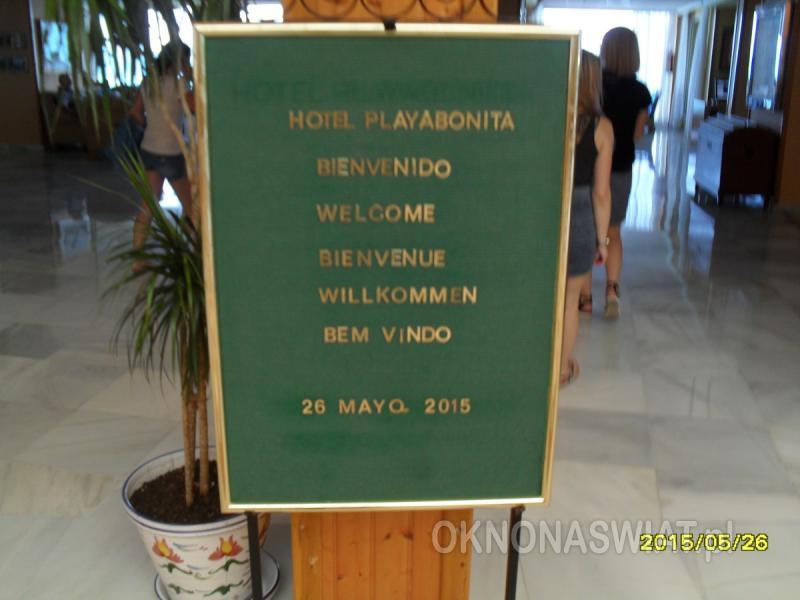 HOTEL PLAYABONITA
BIENVENIDO
WELCOME
BIENVENUE
WILLKOMMEN
BEM ViNDO
26 MAYO. 2015
OKNONASWIAT.pl
2015/05/26